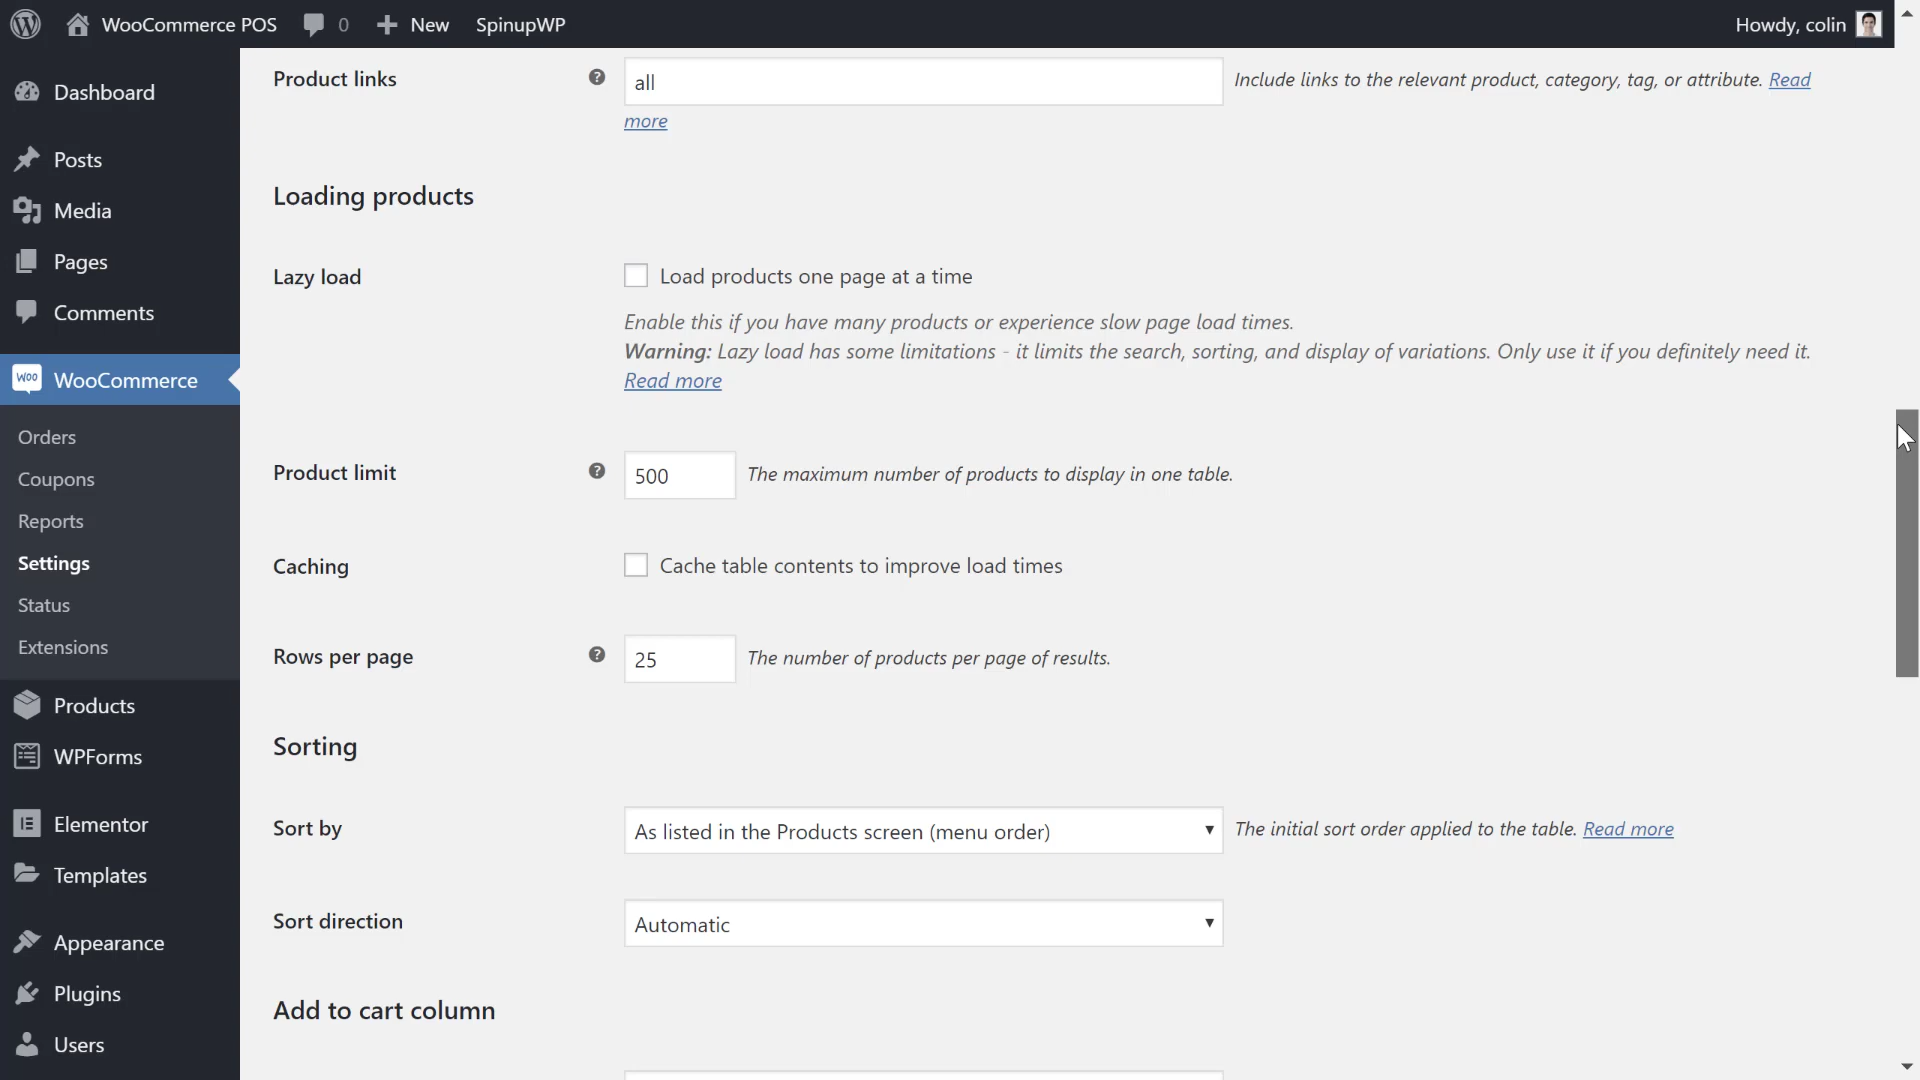 WooCommerce POS 0 New SpinupWP Howdy, colin
Dashboard
Posts
Media
Pages
Comments
WOO WooCommerce
Orders
Coupons
Reports
Settings
Status
Extensions
Products
WPForms
Elementor
Templates
Appearance
Plugins
Users
Product links ? all Include links to the relevant product, category, tag, or attribute. Read
more
Loading products
Lazy load Load products one page at a time
Enable this if you have many products or experience slow page load times.
Warning: Lazy load has some limitations - it limits the search, sorting, and display of variations. Only use it if you definitely need it.
Read more
Product limit ? 500 The maximum number of products to display in one table.
Caching Cache table contents to improve load times
Rows per page ? 25 The number of products per page of results.
Sorting
Sort by As listed in the Products screen (menu order) The initial sort order applied to the table. Read more
Sort direction Automatic
Add to cart column